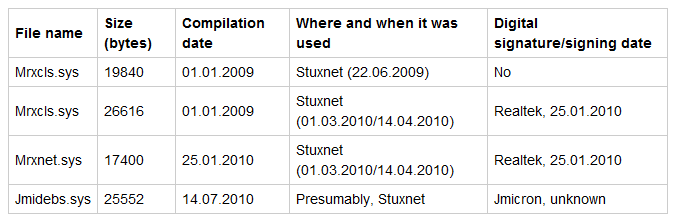 File name Size (bytes) Compilation date Where and when it was used Digital signature/signing date
Mrxcls.sys 19840 01.01.2009 Stuxnet (22.06.2009) No
Mrxcls.sys 26616 01.01.2009 Stuxnet (01.03.2010/14.04.2010) Realtek, 25.01.2010
Mrxnet.sys 17400 25.01.2010 Stuxnet (01.03.2010/14.04.2010) Realtek, 25.01.2010
Jmidebs.sys 25552 14.07.2010 Presumably, Stuxnet Jmicron, unknown